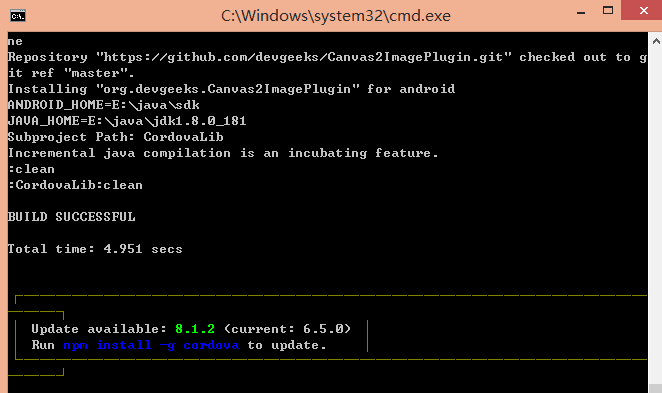 C:\Windows\system32\cmd.exe
ne
Repository "https://github.com/devgeeks/Canvas2ImagePlugin.git" checked out to g
it ref "master".
Installing "org.devgeeks.Canvas2ImagePlugin" for android
ANDROID_HOME=E:\java\sdk
JAVA_HOME=E:\java\jdk1.8.0_181
Subproject Path: CordovaLib
Incremental java compilation is an incubating feature.
:clean
:CordovaLib:clean
BUILD SUCCESSFUL
Total time: 4.951 secs
Update available: 8.1.2 (current: 6.5.0)
Run npm install -g cordova to update.